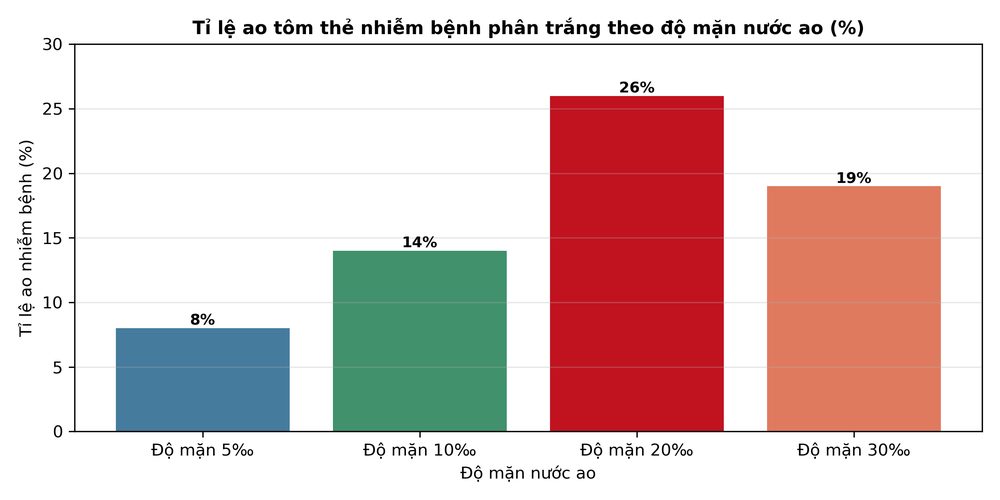 Tỉ lệ ao tôm thẻ nhiễm bệnh phân trắng theo độ mặn nước ao (%)
Tỉ lệ ao nhiễm bệnh (%)
30
25
20
15
10
5
0
8%
14%
26%
19%
Độ mặn 5‰
Độ mặn 10‰
Độ mặn 20‰
Độ mặn 30‰
Độ mặn nước ao